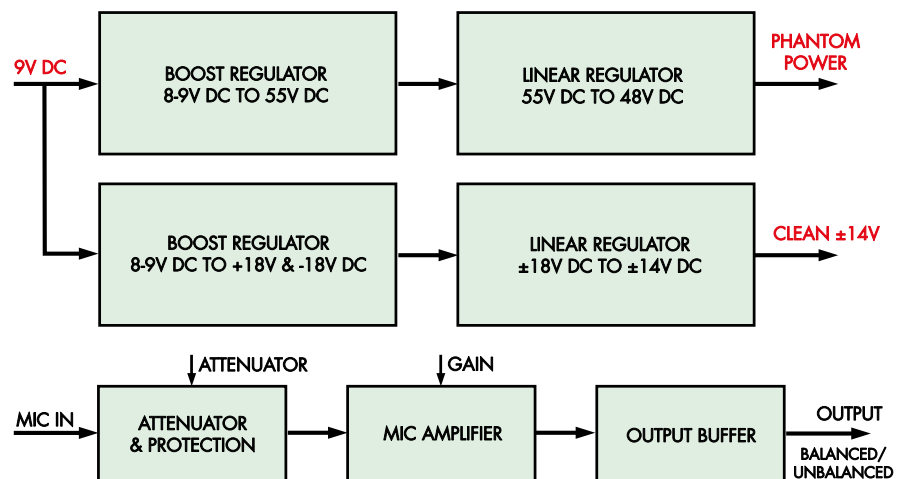 9V DC
BOOST REGULATOR
8-9V DC TO 55V DC
LINEAR REGULATOR
55V DC TO 48V DC
PHANTOM
POWER
BOOST REGULATOR
8-9V DC TO +18V & -18V DC
LINEAR REGULATOR
±18V DC TO ±14V DC
CLEAN ±14V
ATTENUATOR
GAIN
MIC IN
ATTENUATOR
& PROTECTION
MIC AMPLIFIER
OUTPUT BUFFER
OUTPUT
BALANCED/
UNBALANCED